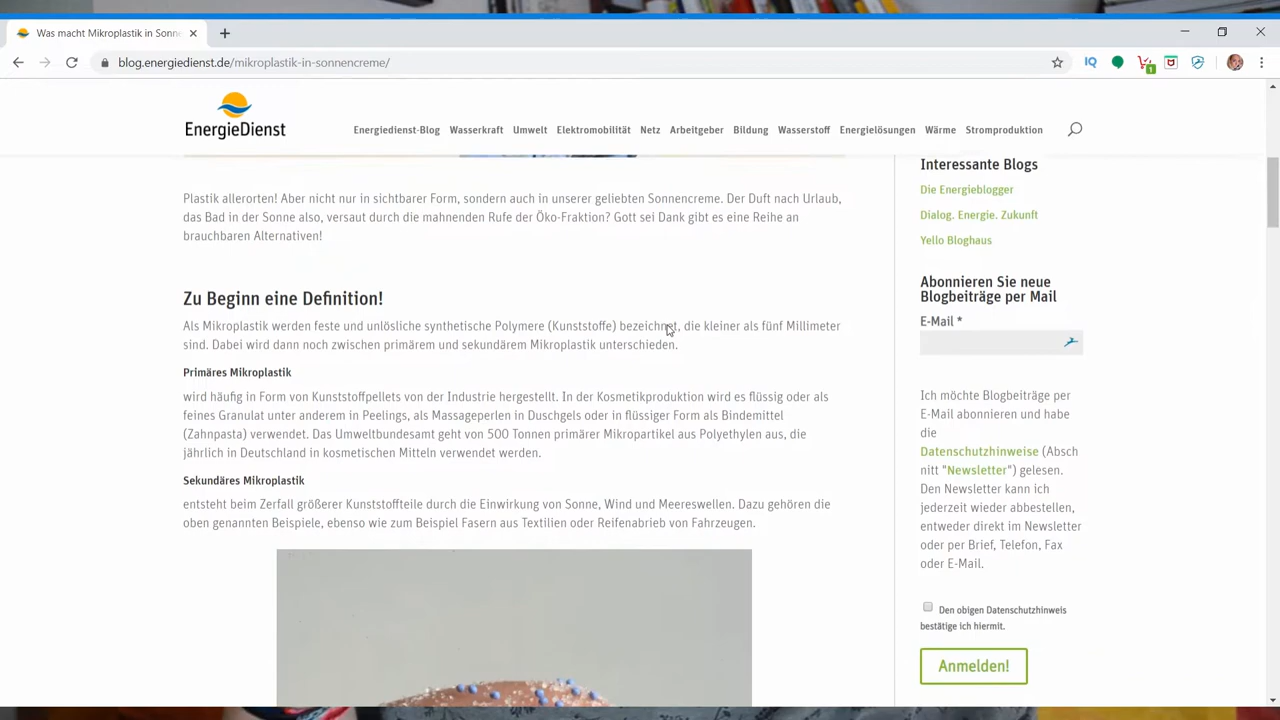 Was macht Mikroplastik in Sonne
blog.energiedienst.de/mikroplastik-in-sonnencreme/
IQ
1
EnergieDienst
Energiedienst-Blog Wasserkraft Umwelt Elektromobilität Netz Arbeitgeber Bildung Wasserstoff Energielösungen Wärme Stromproduktion
Plastik allerorten! Aber nicht nur in sichtbarer Form, sondern auch in unserer geliebten Sonnencreme. Der Duft nach Urlaub,
das Bad in der Sonne also, versaut durch die mahnenden Rufe der Öko-Fraktion? Gott sei Dank gibt es eine Reihe an
brauchbaren Alternativen!
Zu Beginn eine Definition!
Als Mikroplastik werden feste und unlösliche synthetische Polymere (Kunststoffe) bezeichnet, die kleiner als fünf Millimeter
sind. Dabei wird dann noch zwischen primärem und sekundärem Mikroplastik unterschieden.
Primäres Mikroplastik
wird häufig in Form von Kunststoffpellets von der Industrie hergestellt. In der Kosmetikproduktion wird es flüssig oder als
feines Granulat unter anderem in Peelings, als Massageperlen in Duschgels oder in flüssiger Form als Bindemittel
(Zahnpasta) verwendet. Das Umweltbundesamt geht von 500 Tonnen primärer Mikropartikel aus Polyethylen aus, die
jährlich in Deutschland in kosmetischen Mitteln verwendet werden.
Sekundäres Mikroplastik
entsteht beim Zerfall größerer Kunststoffteile durch die Einwirkung von Sonne, Wind und Meereswellen. Dazu gehören die
oben genannten Beispiele, ebenso wie zum Beispiel Fasern aus Textilien oder Reifenabrieb von Fahrzeugen.
Interessante Blogs
Die Energieblogger
Dialog. Energie. Zukunft
Yello Bloghaus
Abonnieren Sie neue
Blogbeiträge per Mail
E-Mail *
Ich möchte Blogbeiträge per
E-Mail abonnieren und habe
die
Datenschutzhinweise (Absch
nitt "Newsletter") gelesen.
Den Newsletter kann ich
jederzeit wieder abbestellen,
entweder direkt im Newsletter
oder per Brief, Telefon, Fax
oder E-Mail.
Den obigen Datenschutzhinweis
bestätige ich hiermit.
Anmelden!